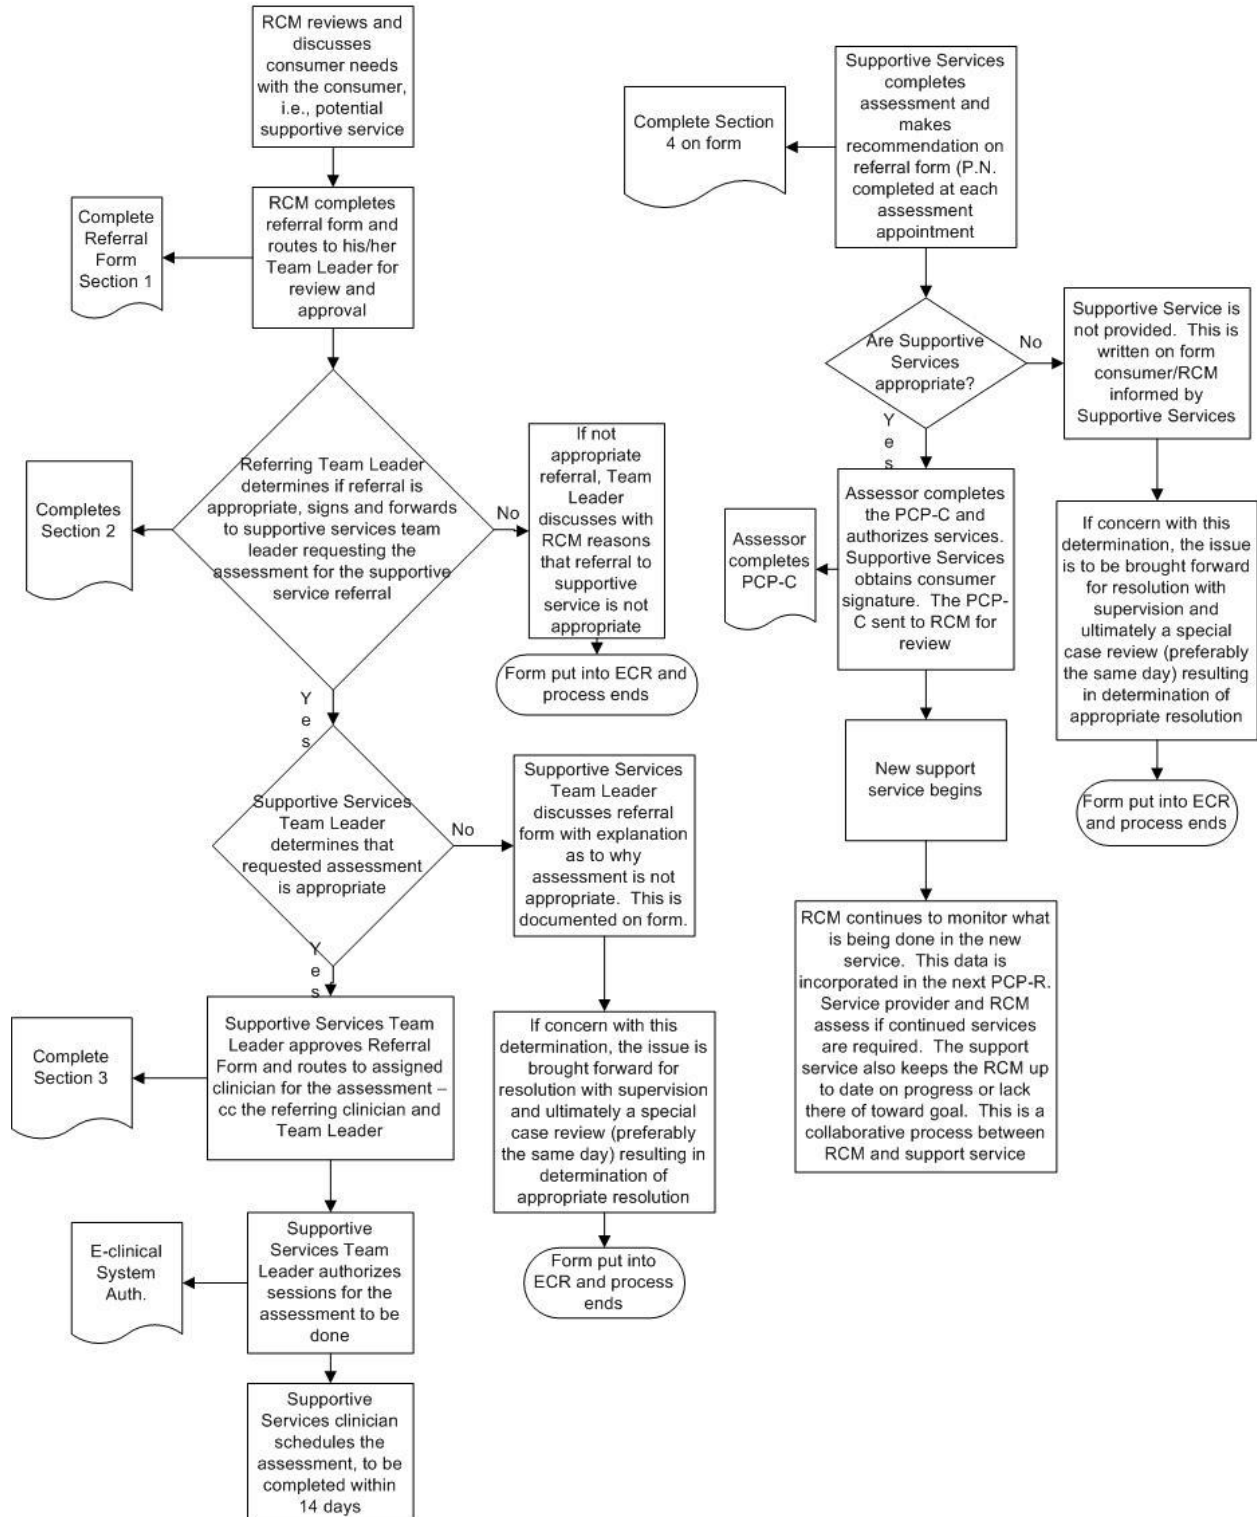 RCM reviews and
discusses
consumer needs
with the consumer,
i.e., potential
supportive service
Complete
Referral
Form
Section 1
RCM completes
referral form and
routes to his/her
Team Leader for
review and
approval
Completes
Section 2
Referring Team Leader
determines if referral is
appropriate, signs and forwards
to supportive services team
leader requesting the
assessment for the supportive
service referral
No
If not
appropriate
referral, Team
Leader
discusses with
RCM reasons
that referral to
supportive
service is not
appropriate
Form put into ECR and
process ends
Y
e
s
Supportive Services
Team Leader
determines that
requested assessment
is appropriate
No
Supportive Services
Team Leader
discusses referral
form with explanation
as to why
assessment is not
appropriate. This is
documented on form.
Y
e
s
Complete
Section 3
Supportive Services Team
Leader approves Referral
Form and routes to assigned
clinician for the assessment –
cc the referring clinician and
Team Leader
If concern with this
determination, the issue is
brought forward for
resolution with supervision
and ultimately a special
case review (preferably
the same day) resulting in
determination of
appropriate resolution
Form put into
ECR and process
ends
E-clinical
System
Auth.
Supportive
Services Team
Leader authorizes
sessions for the
assessment to be
done
Supportive
Services clinician
schedules the
assessment, to be
completed within
14 days
Complete Section
4 on form
Supportive Services
completes
assessment and
makes
recommendation on
referral form (P.N.
completed at each
assessment
appointment
Are Supportive
Services
appropriate?
No
Supportive Service is
not provided. This is
written on form
consumer/RCM
informed by
Supportive Services
Y
e
s
Assessor
completes
PCP-C
Assessor completes
the PCP-C and
authorizes services.
Supportive Services
obtains consumer
signature. The PCP-
C sent to RCM for
review
If concern with this
determination, the issue
is to be brought forward
for resolution with
supervision and
ultimately a special
case review (preferably
the same day) resulting
in determination of
appropriate resolution
Form put into ECR
and process ends
New support
service begins
RCM continues to monitor what
is being done in the new
service. This data is
incorporated in the next PCP-R.
Service provider and RCM
assess if continued services
are required. The support
service also keeps the RCM up
to date on progress or lack
there of toward goal. This is a
collaborative process between
RCM and support service